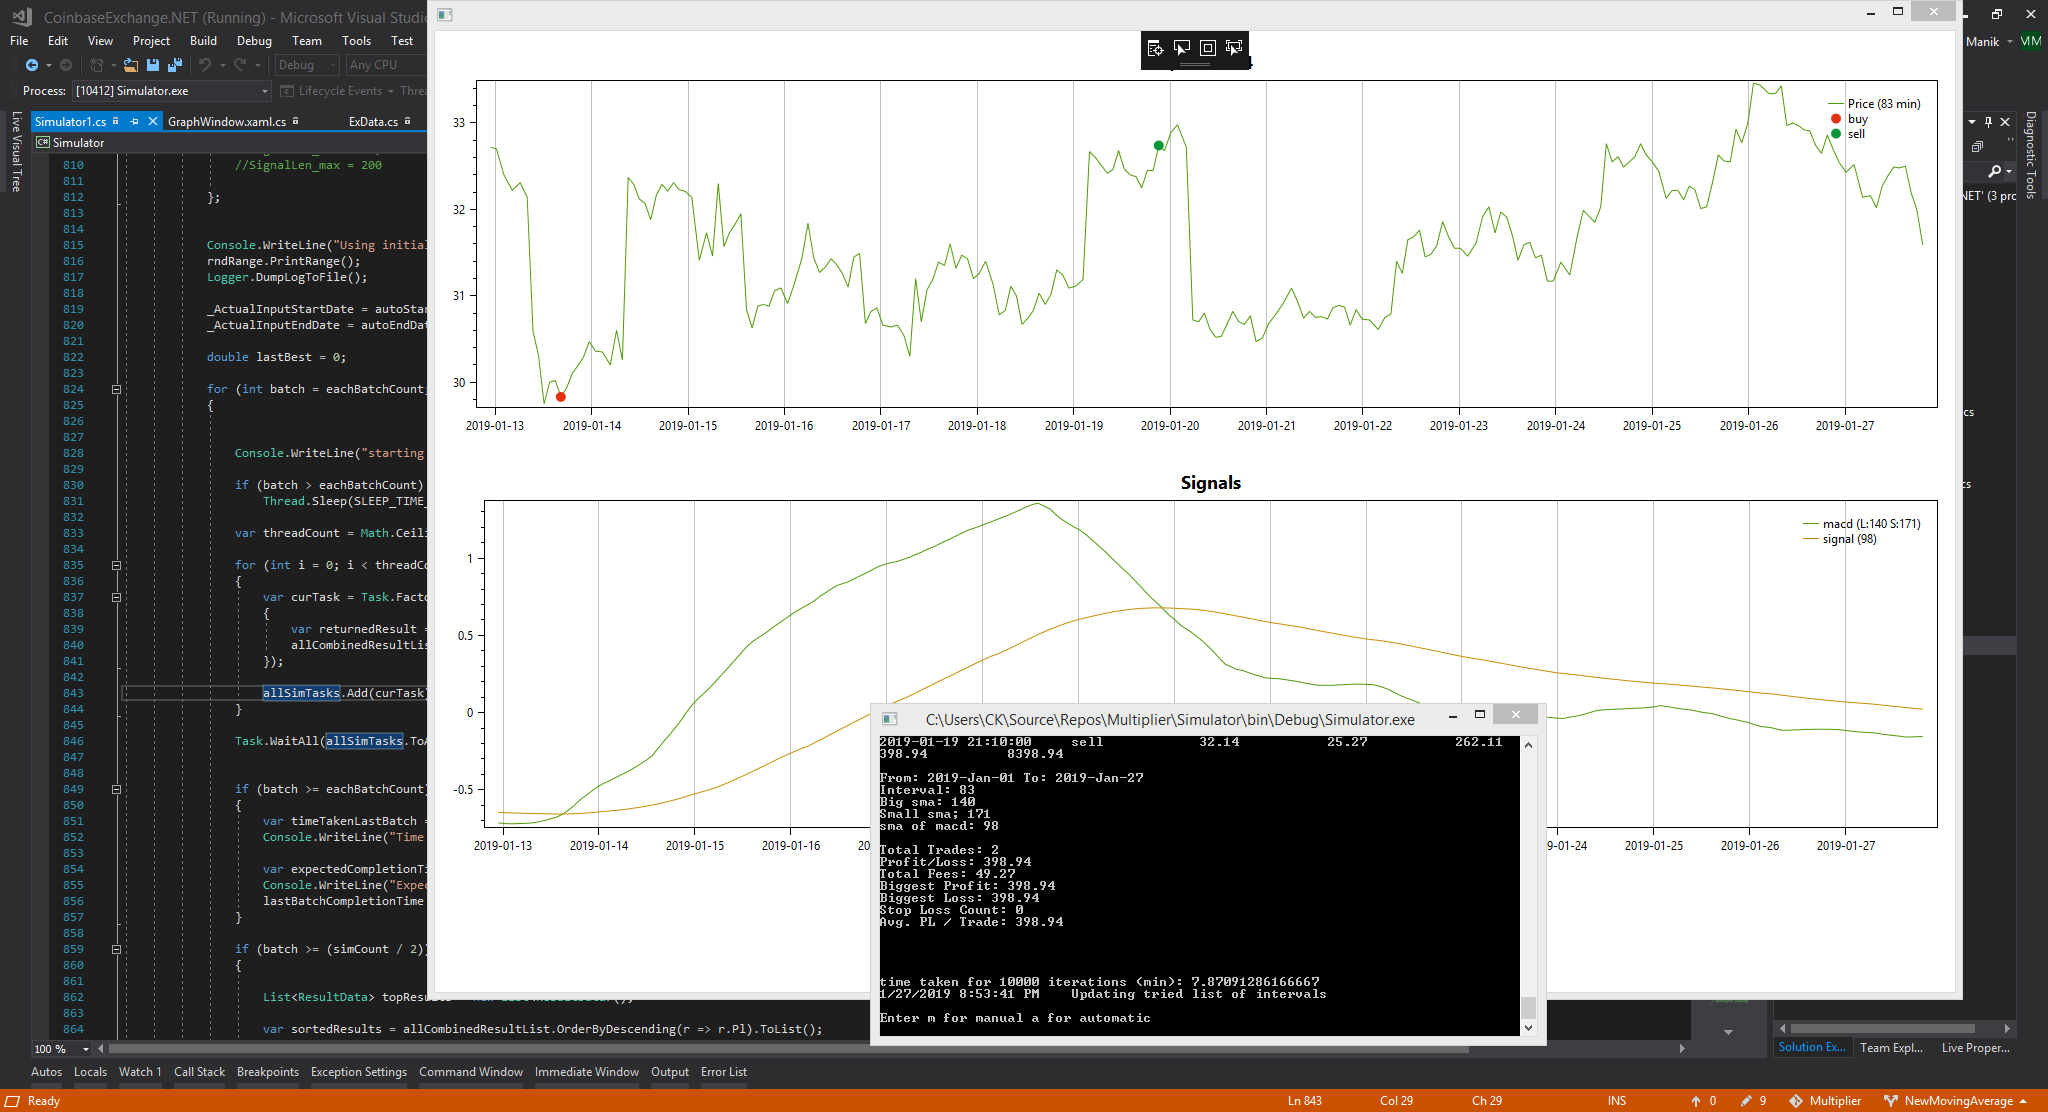 CoinbaseExchange.NET (Running) - Microsoft Visual Studio
File Edit View Project Build Debug Team Tools Test
Manik MM
Debug Any CPU
Process: [10412] Simulator.exe Lifecycle Events
Simulator1.cs GraphWindow.xaml.cs ExData.cs
Simulator
Live Visual Tree
810 //SignalLen_max = 200
811
812 };
813
814
815 Console.WriteLine("Using initial
816 rndRange.PrintRange();
817 Logger.DumpLogToFile();
818
819 _ActualInputStartDate = autoStar
820 _ActualInputEndDate = autoEndDat
821
822 double lastBest = 0;
823
824 for (int batch = eachBatchCount;
825 {
826
827
828 Console.WriteLine("starting
829
830 if (batch > eachBatchCount)
831 Thread.Sleep(SLEEP_TIME_
832
833 var threadCount = Math.Ceili
834
835 for (int i = 0; i < threadCo
836 {
837 var curTask = Task.Facto
838 {
839 var returnedResult =
840 allCombinedResultLis
841 });
842
843 allSimTasks.Add(curTask)
844 }
845
846 Task.WaitAll(allSimTasks.ToA
847
848
849 if (batch >= eachBatchCount)
850 {
851 var timeTakenLastBatch =
852 Console.WriteLine("Time
853
854 var expectedCompletionTi
855 Console.WriteLine("Expec
856 lastBatchCompletionTime
857 }
858
859 if (batch >= (simCount / 2))
860 {
861
862 List<ResultData> topResults
863
864 var sortedResults = allCombinedResultList.OrderByDescending(r => r.Pl).ToList();
100 %
33
32
31
30
Price (83 min)
buy
sell
2019-01-13 2019-01-14 2019-01-15 2019-01-16 2019-01-17 2019-01-18 2019-01-19 2019-01-20 2019-01-21 2019-01-22 2019-01-23 2019-01-24 2019-01-25 2019-01-26 2019-01-27
Signals
1
0.5
0
-0.5
macd (L:140 S:171)
signal (98)
2019-01-13 2019-01-14 2019-01-15 2019-01-16 20 9-01-24 2019-01-25 2019-01-26 2019-01-27
C:\Users\CK\Source\Repos\Multiplier\Simulator\bin\Debug\Simulator.exe
2019-01-19 21:10:00 sell 32.14 25.27 262.11
398.94 8398.94
From: 2019-Jan-01 To: 2019-Jan-27
Interval: 83
Big sma: 140
Small sma; 171
sma of macd: 98
Total Trades: 2
Profit/Loss: 398.94
Total Fees: 49.27
Biggest Profit: 398.94
Biggest Loss: 398.94
Stop Loss Count: 0
Avg. PL / Trade: 398.94
time taken for 10000 iterations (min): 7.87091286166667
1/27/2019 8:53:41 PM Updating tried list of intervals
Enter m for manual a for automatic
Diagnostic Tools
NET' (3 pro
cs
cs
Solution Ex... Team Expl... Live Proper...
Autos Locals Watch 1 Call Stack Breakpoints Exception Settings Command Window Immediate Window Output Error List
Ready Ln 843 Col 29 Ch 29 INS 0 9 Multiplier NewMovingAverage